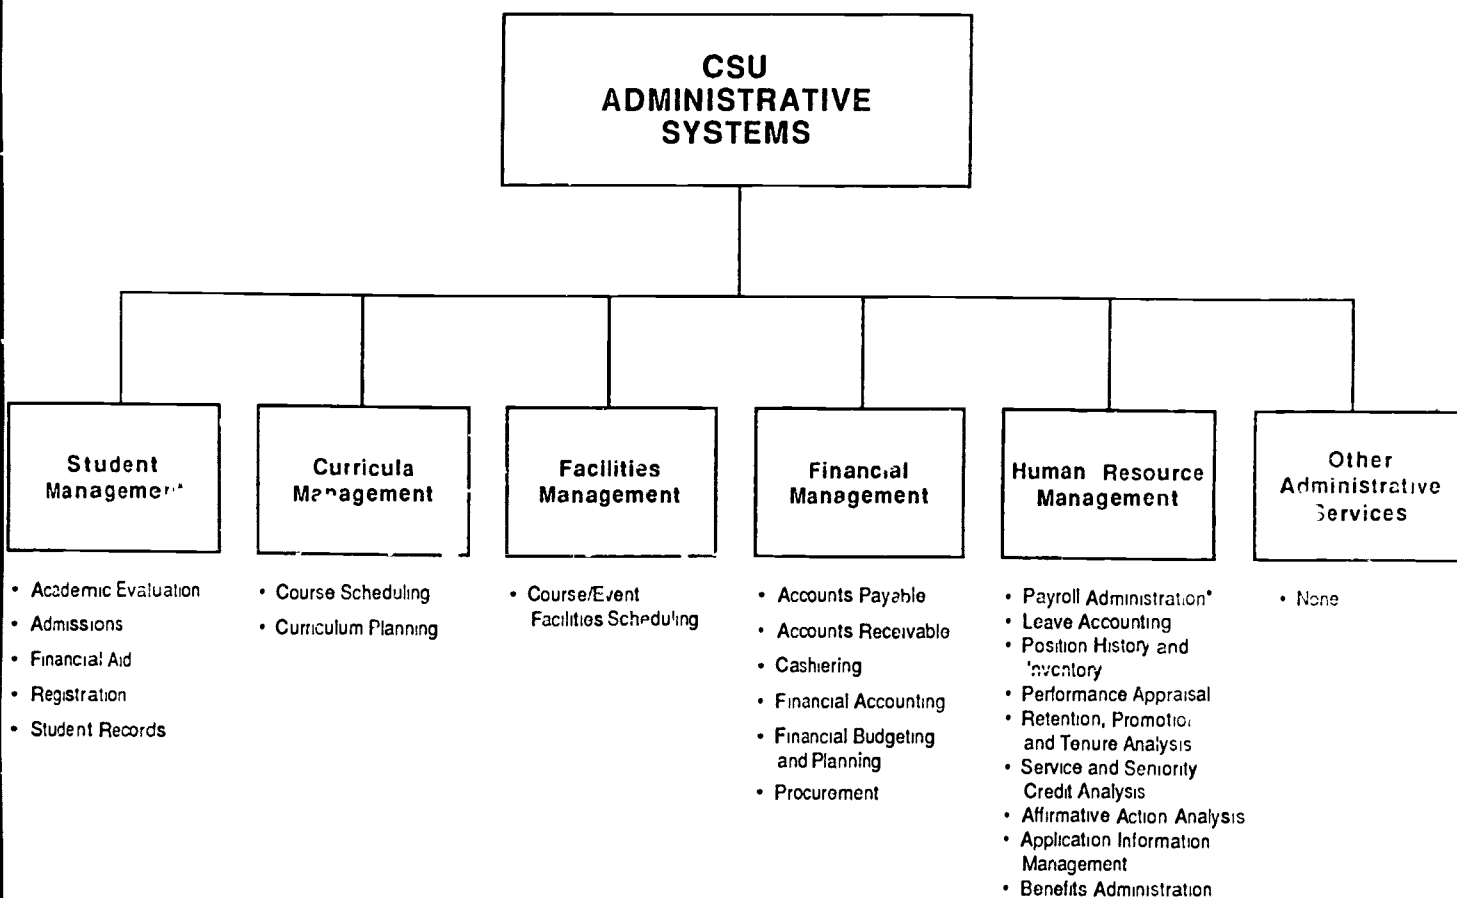 CSU
ADMINISTRATIVE
SYSTEMS
Student
Management
• Academic Evaluation
• Admissions
• Financial Aid
• Registration
• Student Records
Curricula
Management
• Course Scheduling
• Curriculum Planning
Facilities
Management
• Course/Event
Facilities Scheduling
Financial
Management
• Accounts Payable
• Accounts Receivable
• Cashiering
• Financial Accounting
• Financial Budgeting
and Planning
• Procurement
Human Resource
Management
• Payroll Administration*
• Leave Accounting
• Position History and
Inventory
• Performance Appraisal
• Retention, Promotion
and Tenure Analysis
• Service and Seniority
Credit Analysis
• Affirmative Action Analysis
• Application Information
Management
• Benefits Administration
Other
Administrative
Services
• None